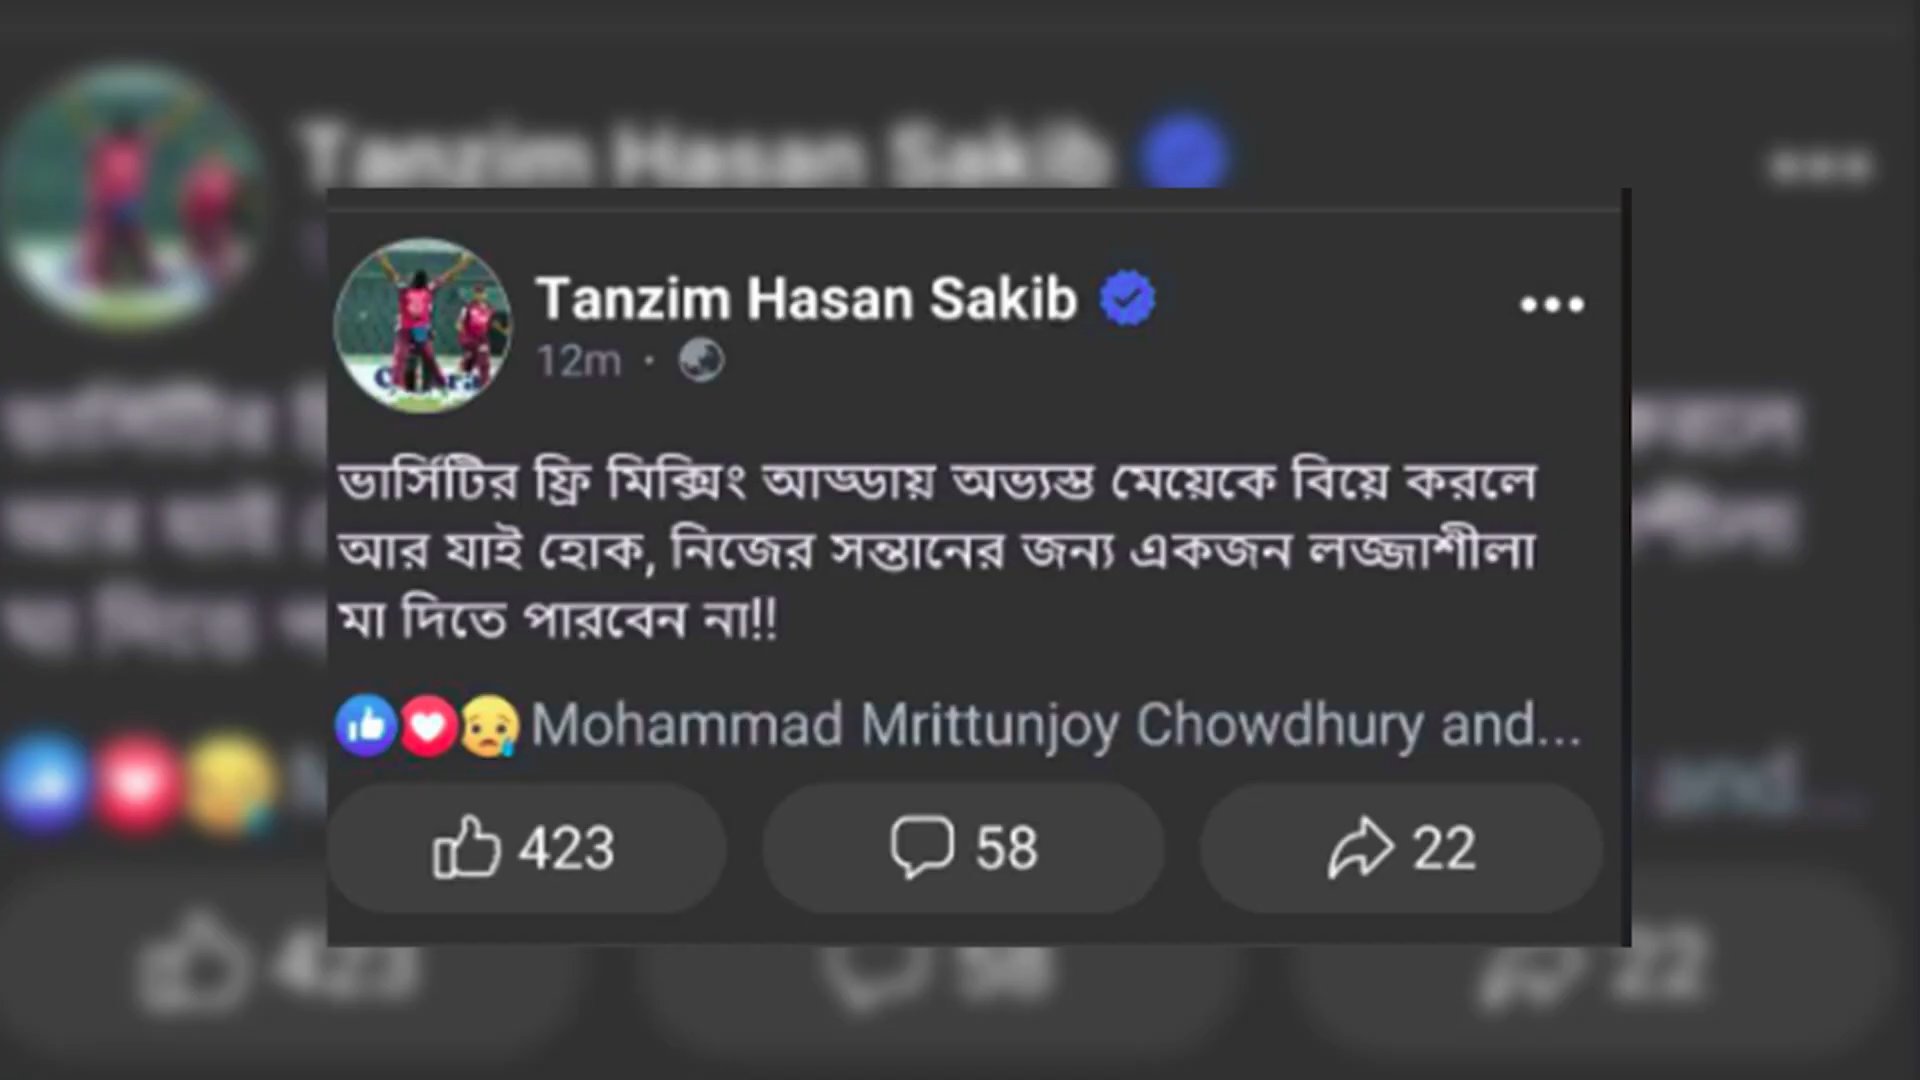 Tanzim Hasan Sakib
12m ·
ভার্সিটির ফ্রি মিক্সিং আড্ডায় অভ্যস্ত মেয়েকে বিয়ে করলে
আর যাই হোক, নিজের সন্তানের জন্য একজন লজ্জাশীলা
মা দিতে পারবেন না!!
Mohammad Mrittunjoy Chowdhury and...
423 58 22